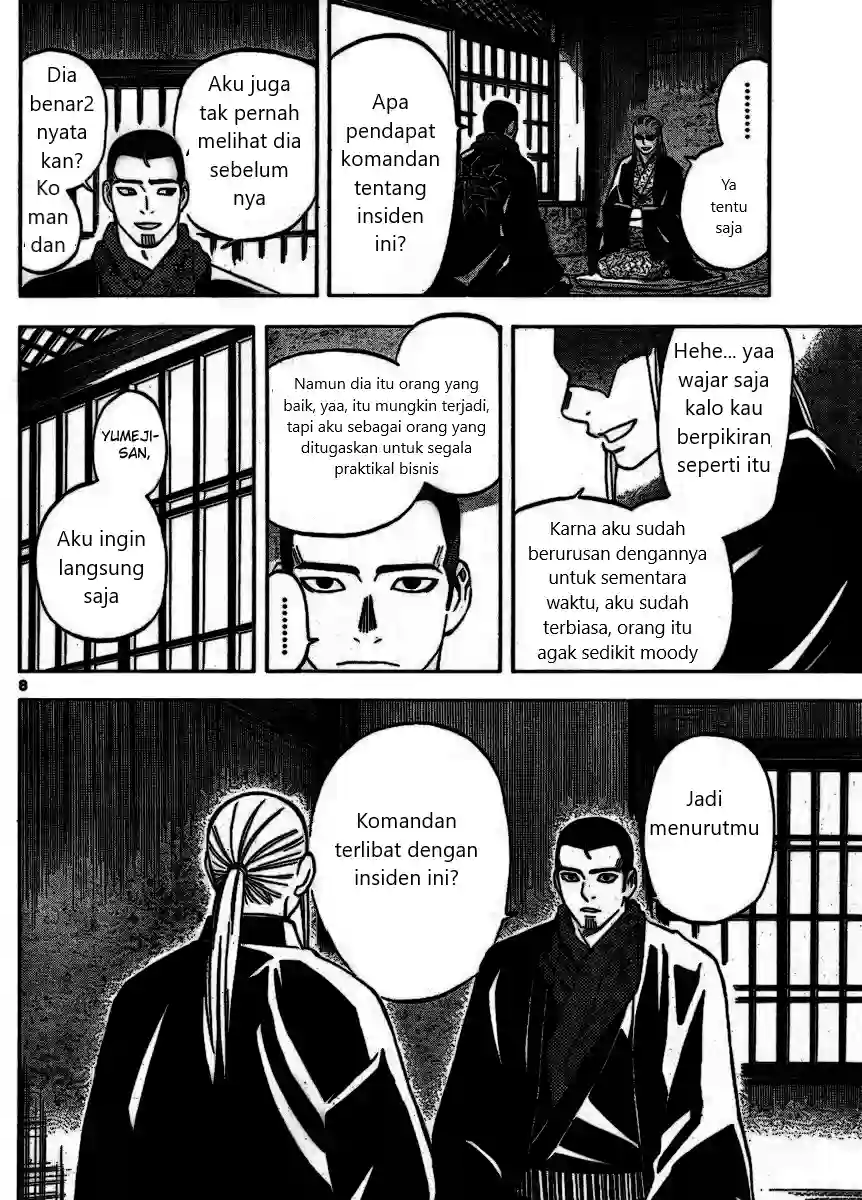 .........
Ya
tentu
saja
Apa
pendapat
komandan
tentang
insiden
ini?
Aku juga
tak pernah
melihat dia
sebelum
nya
Dia
benar2
nyata
kan?
Ko
man
dan
Hehe... yaa
wajar saja
kalo kau
berpikiran
seperti itu
Karna aku sudah
berurusan dengannya
untuk sementara
waktu, aku sudah
terbiasa, orang itu
agak sedikit moody
Namun dia itu orang yang
baik, yaa, itu mungkin terjadi,
tapi aku sebagai orang yang
ditugaskan untuk segala
praktikal bisnis
.........
YUMEJI-
SAN,
Aku ingin
langsung
saja
8
Jadi
menurutmu
Komandan
terlibat dengan
insiden ini?